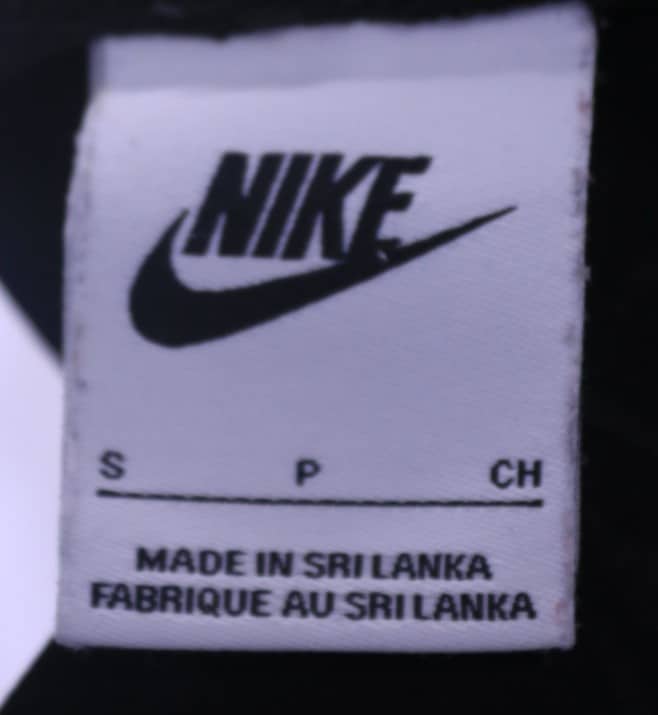 NIKE
S P CH
MADE IN SRI LANKA
FABRIQUE AU SRI LANKA